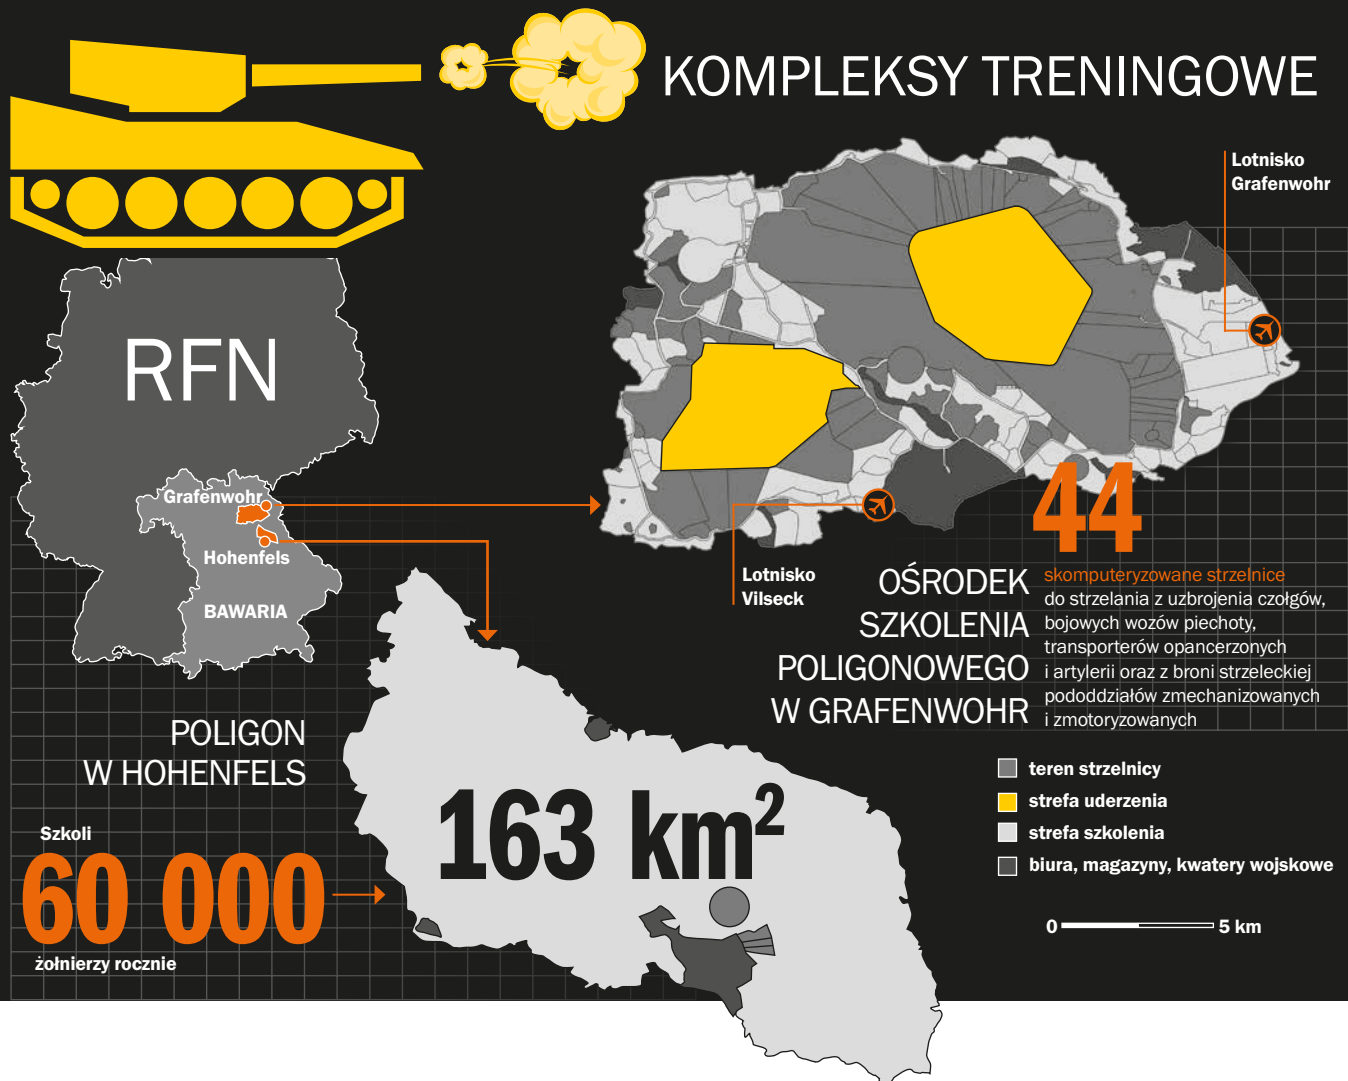 KOMPLEKSY TRENINGOWE
Lotnisko
Grafenwohr
RFN
Grafenwohr
Hohenfels
BAWARIA
Lotnisko
Vilseck
OŚRODEK
SZKOLENIA
POLIGONOWEGO
W GRAFENWOHR
44
skomputeryzowane strzelnice
do strzelania z uzbrojenia czołgów,
bojowych wozów piechoty,
transporterów opancerzonych
i artylerii oraz z broni strzeleckiej
pododdziałów zmechanizowanych
i zmotoryzowanych
POLIGON
W HOHENFELS
163 km²
Szkoli
60 000
żołnierzy rocznie
teren strzelnicy
strefa uderzenia
strefa szkolenia
biura, magazyny, kwatery wojskowe
0 5 km